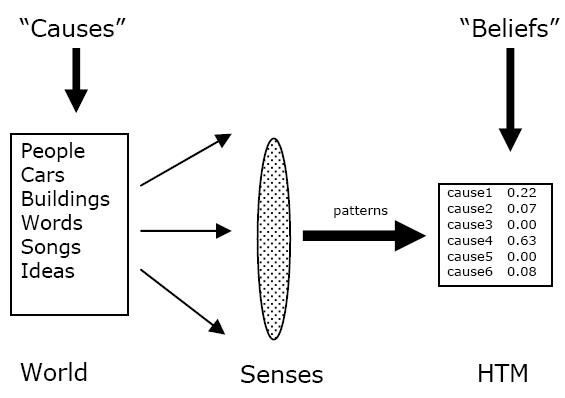 “Causes”
“Beliefs”
People
Cars
Buildings
Words
Songs
Ideas
patterns
cause1 0.22
cause2 0.07
cause3 0.00
cause4 0.63
cause5 0.00
cause6 0.08
World
Senses
HTM